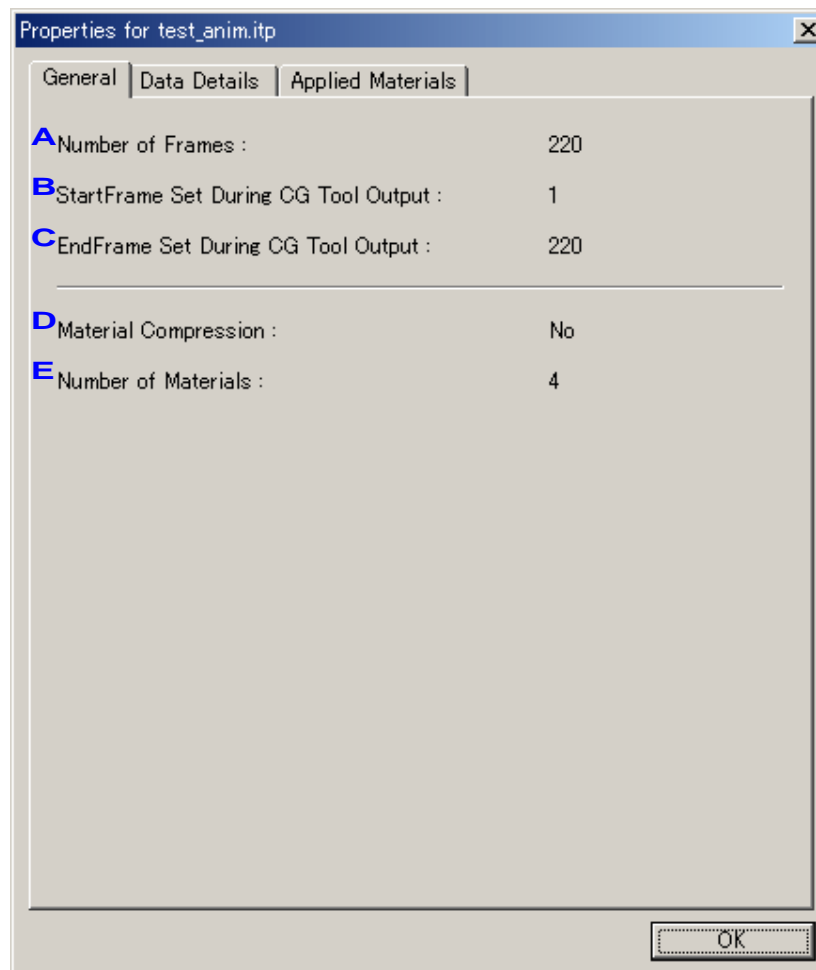 Properties for test_anim.itp
General Data Details Applied Materials
A Number of Frames : 220
B StartFrame Set During CG Tool Output : 1
C EndFrame Set During CG Tool Output : 220
D Material Compression : No
E Number of Materials : 4
OK